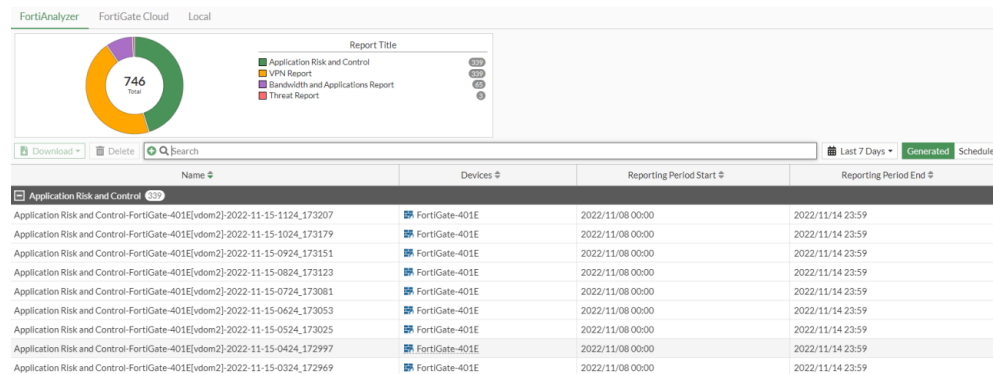 FortiAnalyzer FortiGate Cloud Local
Report Title
746
Total
Application Risk and Control 339
VPN Report 339
Bandwidth and Applications Report 65
Threat Report 3
Download Delete Search Last 7 Days Generated Schedule
Name Devices Reporting Period Start Reporting Period End
Application Risk and Control 339
Application Risk and Control-FortiGate-401E[vdom2]-2022-11-15-1124_173207 FortiGate-401E 2022/11/08 00:00 2022/11/14 23:59
Application Risk and Control-FortiGate-401E[vdom2]-2022-11-15-1024_173179 FortiGate-401E 2022/11/08 00:00 2022/11/14 23:59
Application Risk and Control-FortiGate-401E[vdom2]-2022-11-15-0924_173151 FortiGate-401E 2022/11/08 00:00 2022/11/14 23:59
Application Risk and Control-FortiGate-401E[vdom2]-2022-11-15-0824_173123 FortiGate-401E 2022/11/08 00:00 2022/11/14 23:59
Application Risk and Control-FortiGate-401E[vdom2]-2022-11-15-0724_173081 FortiGate-401E 2022/11/08 00:00 2022/11/14 23:59
Application Risk and Control-FortiGate-401E[vdom2]-2022-11-15-0624_173053 FortiGate-401E 2022/11/08 00:00 2022/11/14 23:59
Application Risk and Control-FortiGate-401E[vdom2]-2022-11-15-0524_173025 FortiGate-401E 2022/11/08 00:00 2022/11/14 23:59
Application Risk and Control-FortiGate-401E[vdom2]-2022-11-15-0424_172997 FortiGate-401E 2022/11/08 00:00 2022/11/14 23:59
Application Risk and Control-FortiGate-401E[vdom2]-2022-11-15-0324_172969 FortiGate-401E 2022/11/08 00:00 2022/11/14 23:59